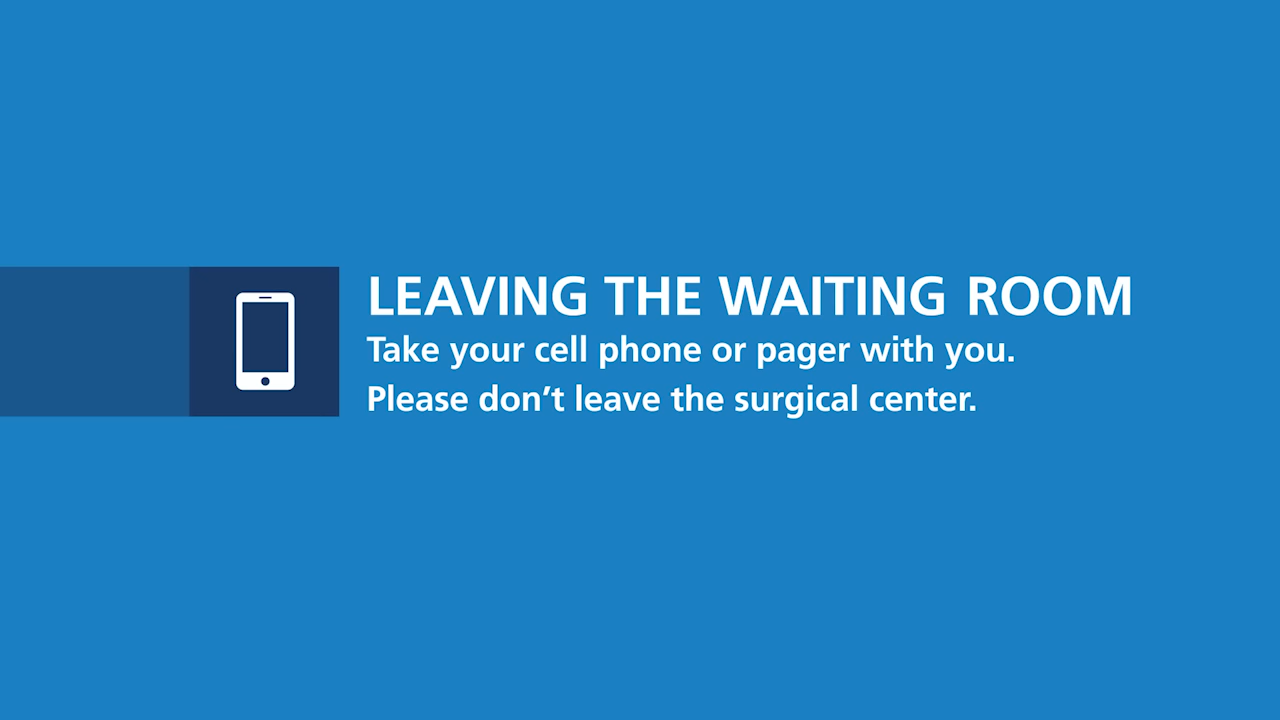 LEAVING THE WAITING ROOM
Take your cell phone or pager with you.
Please don’t leave the surgical center.